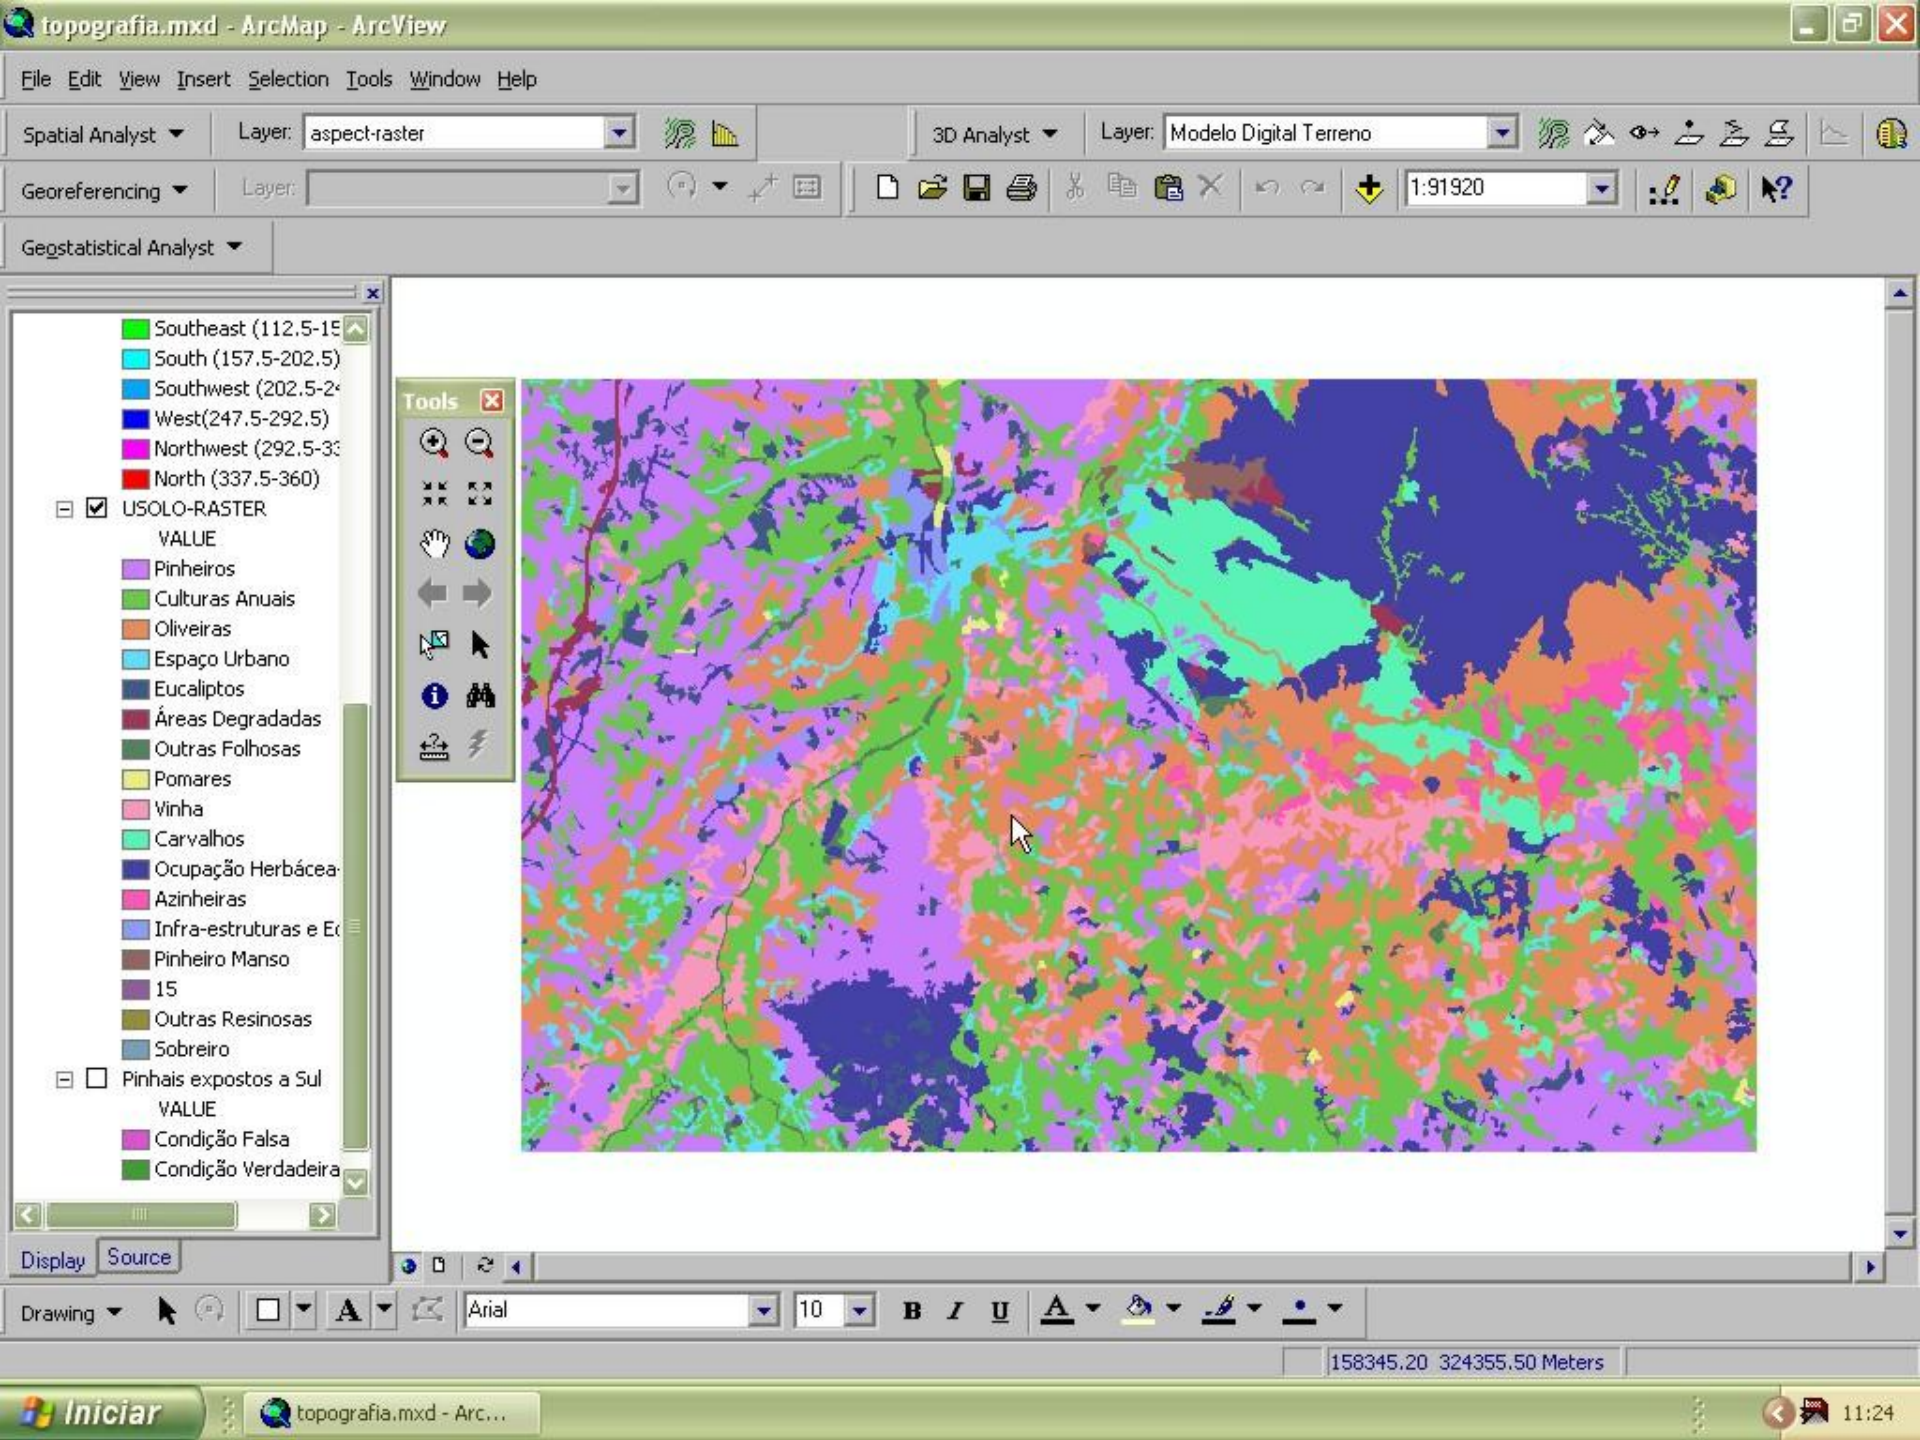 topografia.mxd - ArcMap - ArcView
File Edit View Insert Selection Tools Window Help
Spatial Analyst Layer: aspect-raster 3D Analyst Layer: Modelo Digital Terreno
Georeferencing Layer: 1:91920
Geostatistical Analyst
Southeast (112.5-15
South (157.5-202.5)
Southwest (202.5-24
West(247.5-292.5)
Northwest (292.5-33
North (337.5-360)
USOLO-RASTER
VALUE
Pinheiros
Culturas Anuais
Oliveiras
Espaço Urbano
Eucaliptos
Áreas Degradadas
Outras Folhosas
Pomares
Vinha
Carvalhos
Ocupação Herbácea-
Azinheiras
Infra-estruturas e Eq
Pinheiro Manso
15
Outras Resinosas
Sobreiro
Pinhais expostos a Sul
VALUE
Condição Falsa
Condição Verdadeira
Tools
Display Source
Drawing A Arial 10 B I U A
158345.20 324355.50 Meters
Iniciar topografia.mxd - Arc... 11:24